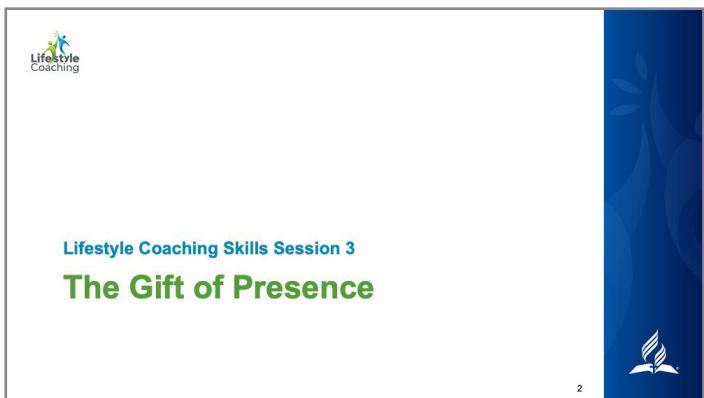 Lifestyle
Coaching
Lifestyle Coaching Skills Session 3
The Gift of Presence
2